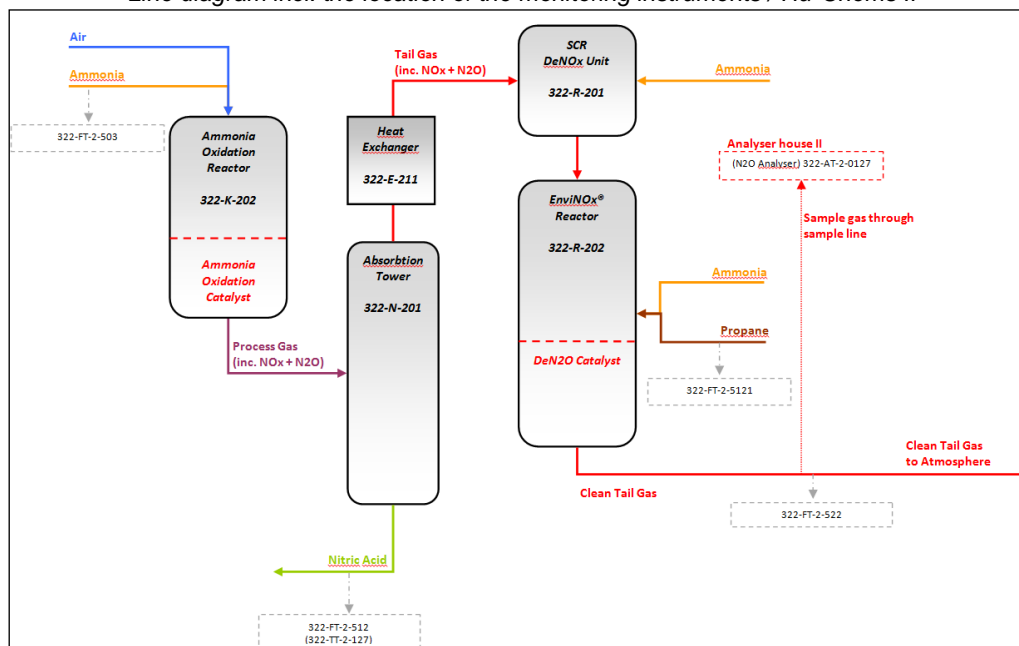 Line diagram incl. the location of the monitoring instruments /
Air
Ammonia
322-FT-2-503
Ammonia
Oxidation
Reactor
322-K-202
Ammonia
Oxidation
Catalyst
Process Gas
(inc. NOx + N2O)
Tail Gas
(inc. NOx + N2O)
Heat
Exchanger
322-E-211
Absorbtion
Tower
322-N-201
Nitric Acid
322-FT-2-512
(322-TT-2-127)
SCR
DeNOx Unit
322-R-201
Ammonia
EnviNOx®
Reactor
322-R-202
DeN2O Catalyst
Ammonia
Propane
322-FT-2-5121
Analyser house II
(N2O Analyser) 322-AT-2-0127
Sample gas through
sample line
Clean Tail Gas
to Atmosphere
Clean Tail Gas
322-FT-2-522